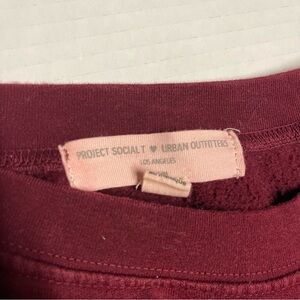 PROJECT SOCIAL T ♥ URBAN OUTFITTERS
LOS ANGELES